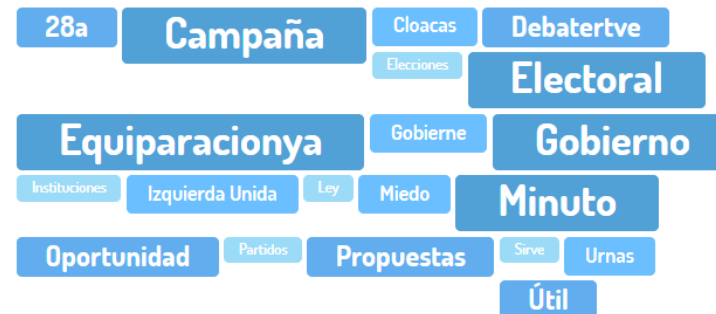 28a Campaña Cloacas Debatertve
Elecciones Electoral
Equiparacionya Gobierne Gobierno
Instituciones Izquierda Unida Ley Miedo Minuto
Oportunidad Partidos Propuestas Sirve Urnas
Útil